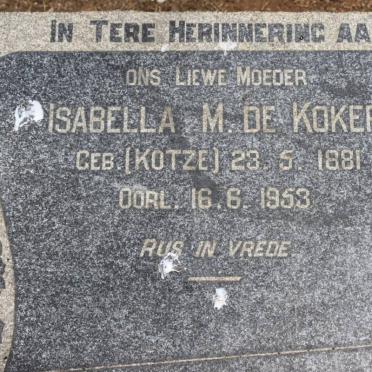 IN TERE HERINNERING AA
ONS LIEWE MOEDER
ISABELLA M. DE KOKER
GEB. (KOTZE) 23. 5. 1881
OORL. 16. 6. 1953
RUS IN VREDE